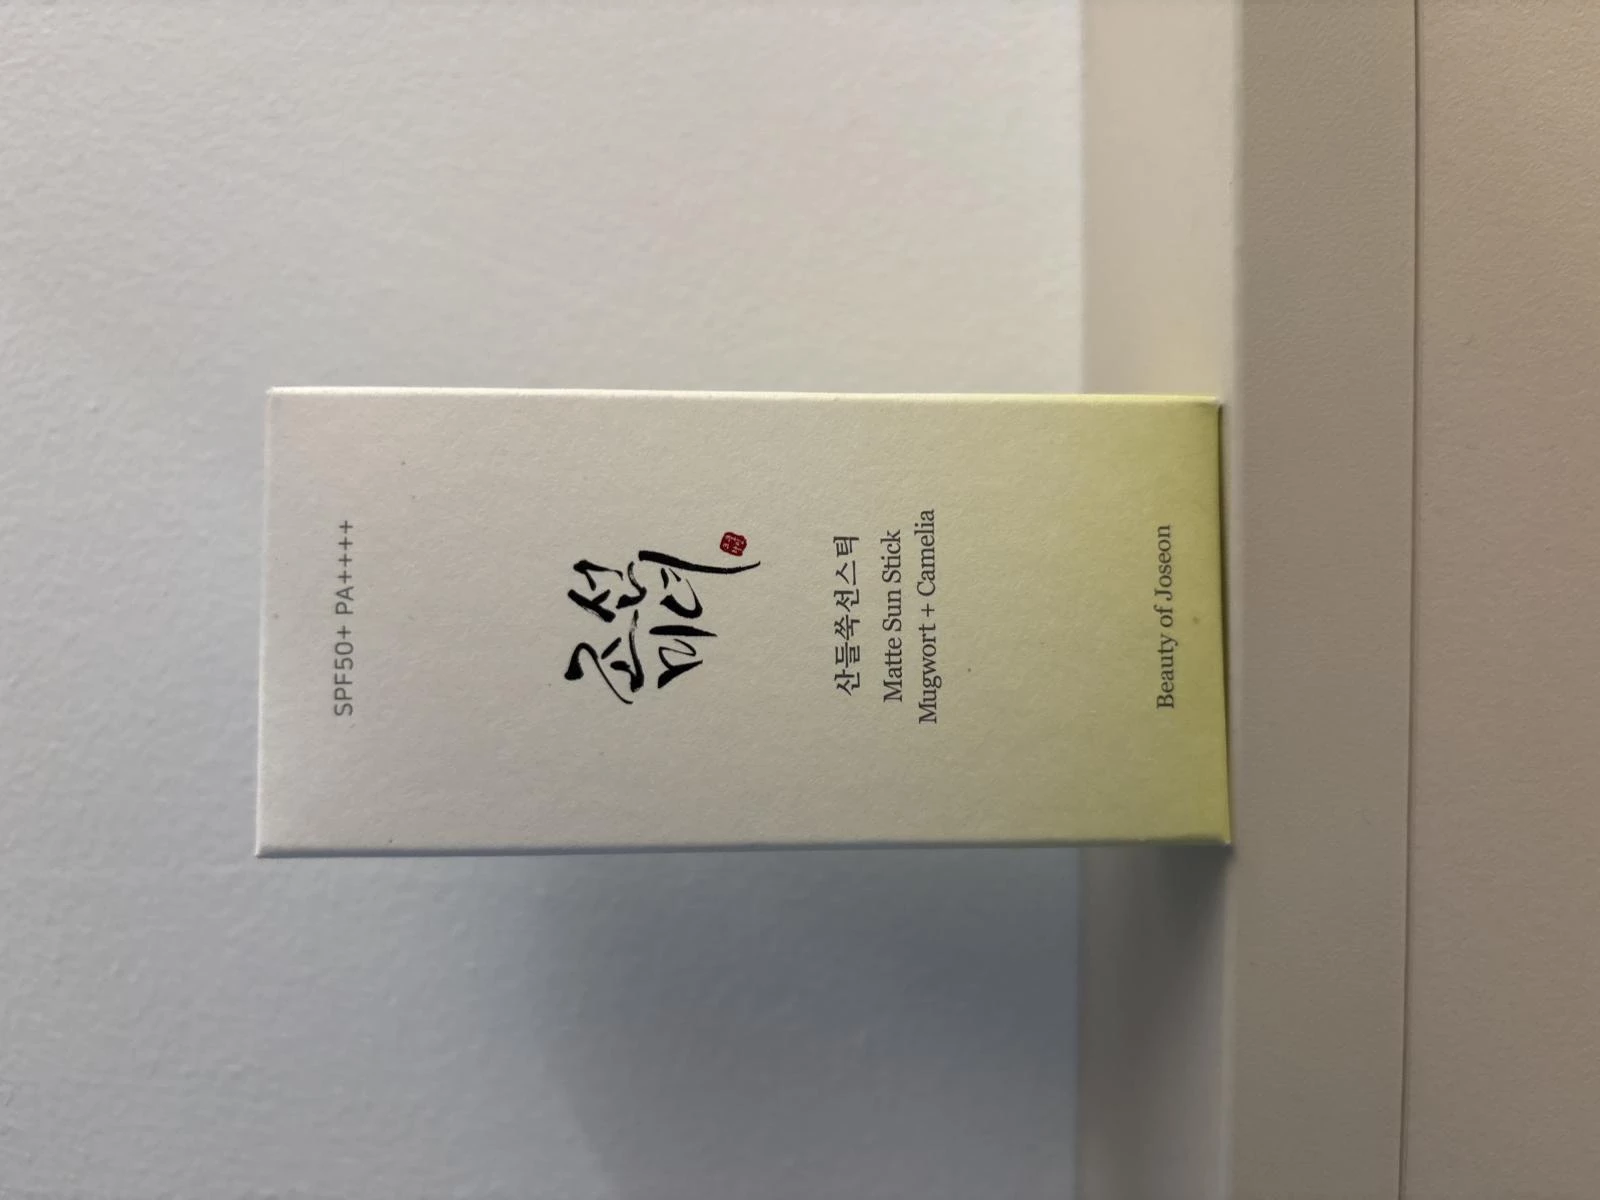 SPF50+ PA++++
조선
미녀
산들쑥선스틱
Matte Sun Stick
Mugwort + Camelia
Beauty of Joseon